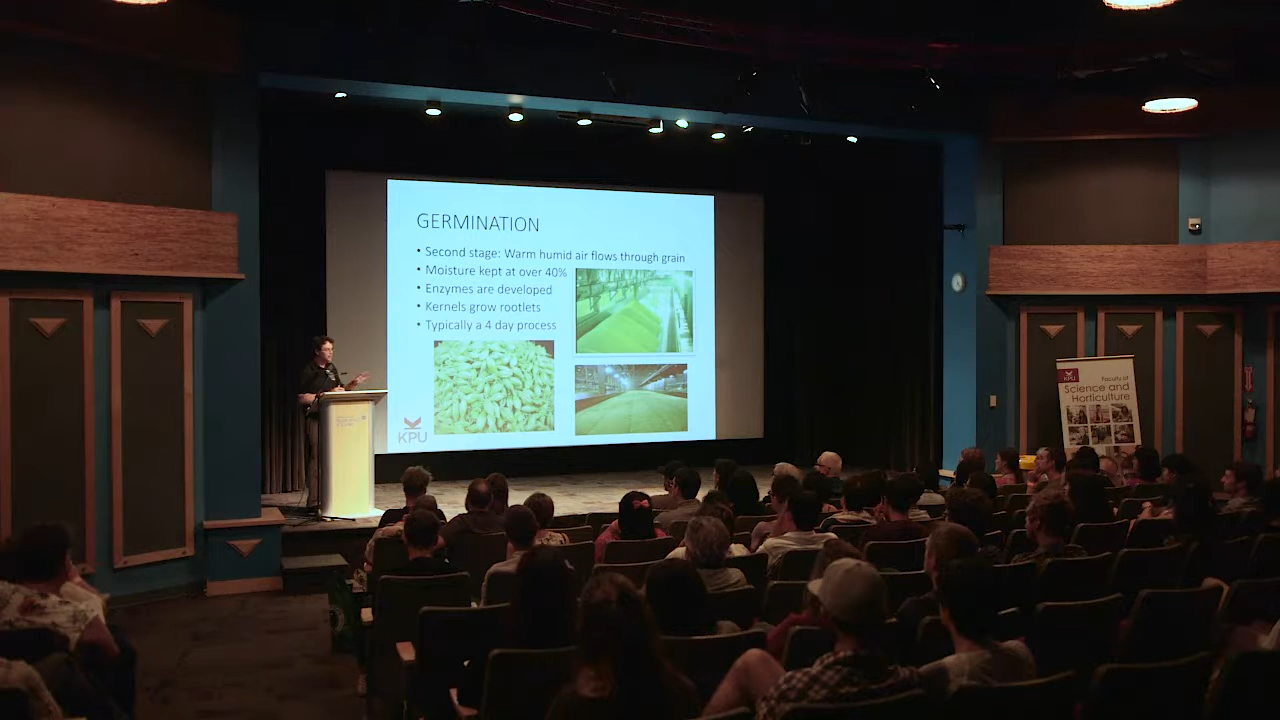 GERMINATION
• Second stage: Warm humid air flows through grain
• Moisture kept at over 40%
• Enzymes are developed
• Kernels grow rootlets
• Typically a 4 day process
KPU
KPU
Faculty of
Science and
Horticulture